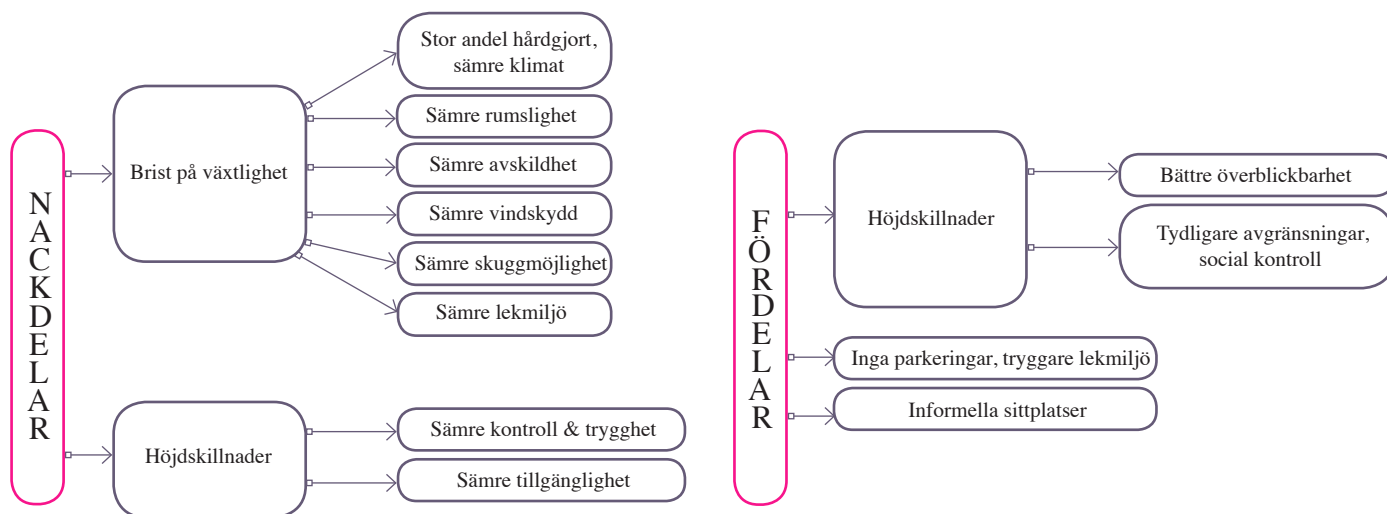 NACKDELAR
Brist på växtlighet
Stor andel hårdgjort,
sämre klimat
Sämre rumslighet
Sämre avskildhet
Sämre vindskydd
Sämre skuggmöjlighet
Sämre lekmiljö
Höjdskillnader
Sämre kontroll & trygghet
Sämre tillgänglighet
FÖRDELAR
Höjdskillnader
Bättre överblickbarhet
Tydligare avgränsningar,
social kontroll
Inga parkeringar, tryggare lekmiljö
Informella sittplatser